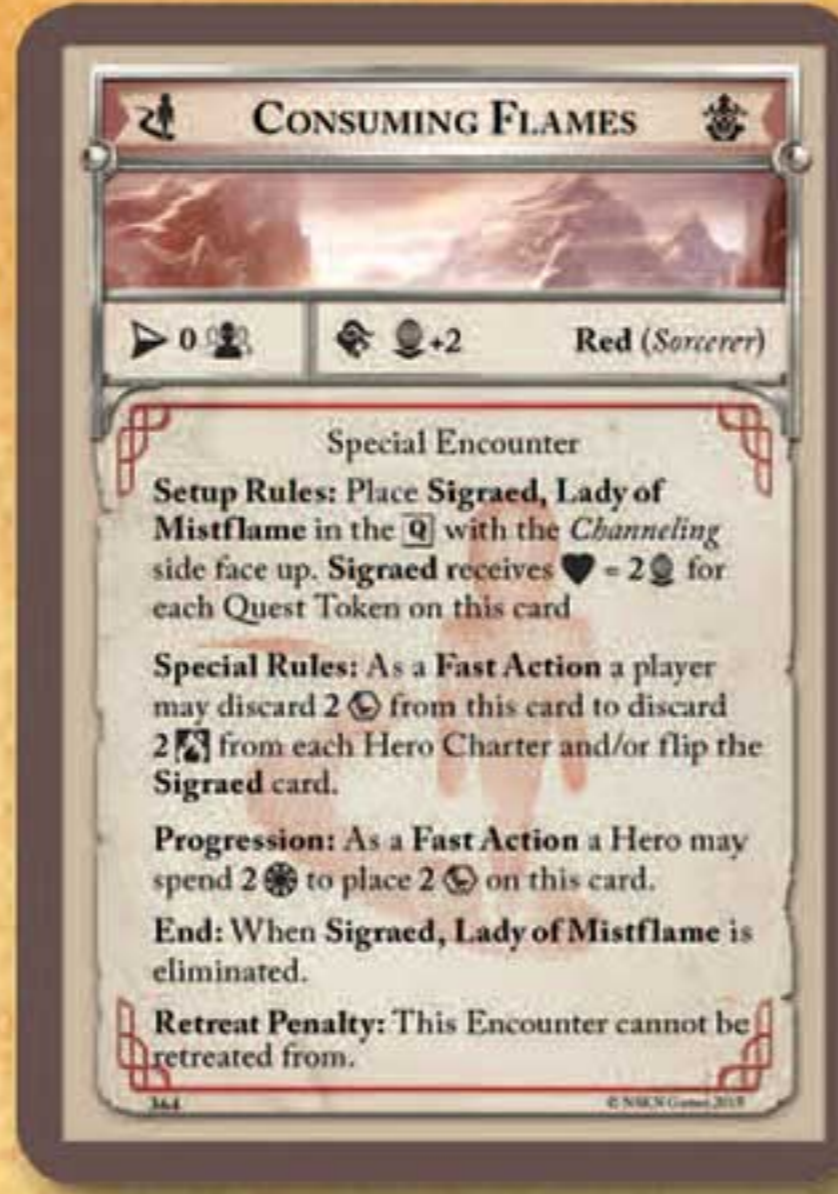 CONSUMING FLAMES
0
+2 Red (Sorcerer)
Special Encounter
Setup Rules: Place Sigraed, Lady of
Mistflame in the Q with the Channeling
side face up. Sigraed receives ♥ = 2 for
each Quest Token on this card
Special Rules: As a Fast Action a player
may discard 2 from this card to discard
2 from each Hero Charter and/or flip the
Sigraed card.
Progression: As a Fast Action a Hero may
spend 2 to place 2 on this card.
End: When Sigraed, Lady of Mistflame is
eliminated.
Retreat Penalty: This Encounter cannot be
retreated from.
364
© NSKN Games 2018